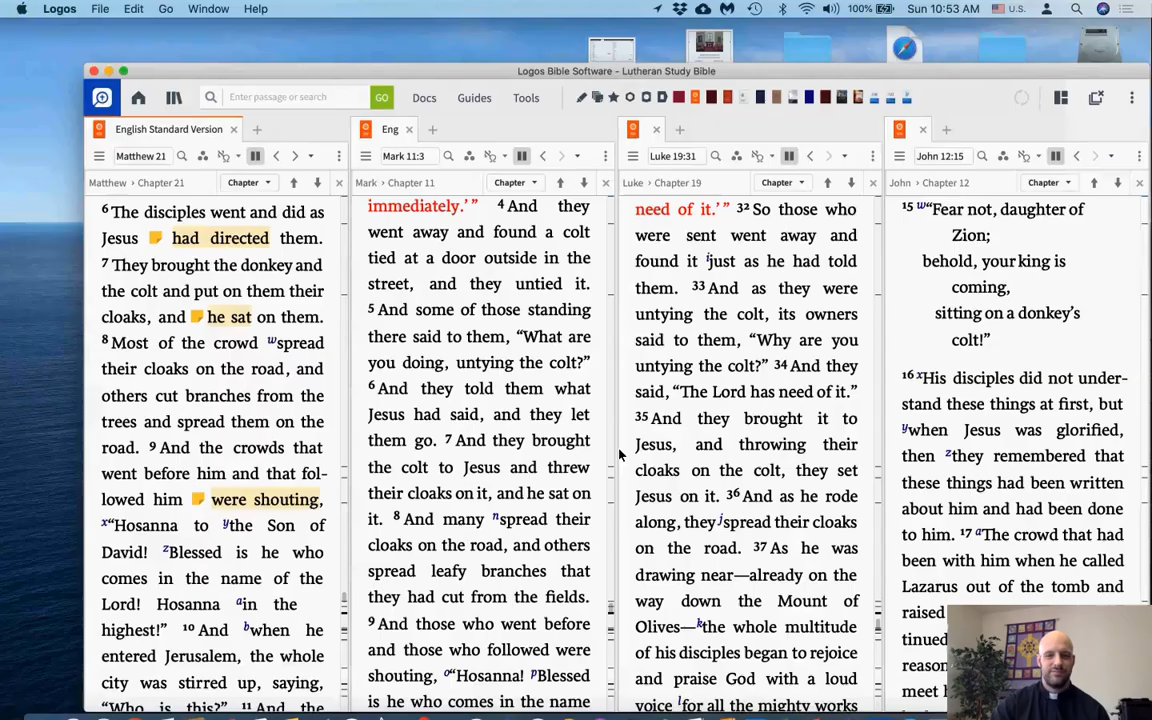 Logos File Edit Go Window Help
100% U.S. Sun 10:53 AM
Logos Bible Software - Lutheran Study Bible
Enter passage or search GO Docs Guides Tools
English Standard Version
Matthew 21
Matthew › Chapter 21 Chapter
6 The disciples went and did as
Jesus had directed them.
7 They brought the donkey and
the colt and put on them their
cloaks, and he sat on them.
8 Most of the crowd w spread
their cloaks on the road, and
others cut branches from the
trees and spread them on the
road. 9 And the crowds that
went before him and that fol-
lowed him were shouting,
x “Hosanna to y the Son of
David! z Blessed is he who
comes in the name of the
Lord! Hosanna a in the
highest!” 10 And b when he
entered Jerusalem, the whole
city was stirred up, saying,
“Who is this?” 11 And the
Eng
Mark 11:3
Mark › Chapter 11 Chapter
immediately.’” 4 And they
went away and found a colt
tied at a door outside in the
street, and they untied it.
5 And some of those standing
there said to them, “What are
you doing, untying the colt?”
6 And they told them what
Jesus had said, and they let
them go. 7 And they brought
the colt to Jesus and threw
their cloaks on it, and he sat on
it. 8 And many n spread their
cloaks on the road, and others
spread leafy branches that
they had cut from the fields.
9 And those who went before
and those who followed were
shouting, o “Hosanna! p Blessed
is he who comes in the name
Luke 19:31
Luke › Chapter 19 Chapter
need of it.’” 32 So those who
were sent went away and
found it i just as he had told
them. 33 And as they were
untying the colt, its owners
said to them, “Why are you
untying the colt?” 34 And they
said, “The Lord has need of it.”
35 And they brought it to
Jesus, and throwing their
cloaks on the colt, they set
Jesus on it. 36 And as he rode
along, they j spread their cloaks
on the road. 37 As he was
drawing near—already on the
way down the Mount of
Olives—k the whole multitude
of his disciples began to rejoice
and praise God with a loud
voice l for all the mighty works
John 12:15
John › Chapter 12 Chapter
15 w “Fear not, daughter of
Zion;
behold, your king is
coming,
sitting on a donkey’s
colt!”
16 x His disciples did not under-
stand these things at first, but
y when Jesus was glorified,
then z they remembered that
these things had been written
about him and had been done
to him. 17 a The crowd that had
been with him when he called
Lazarus out of the tomb and
raised
tinued
reason
meet h